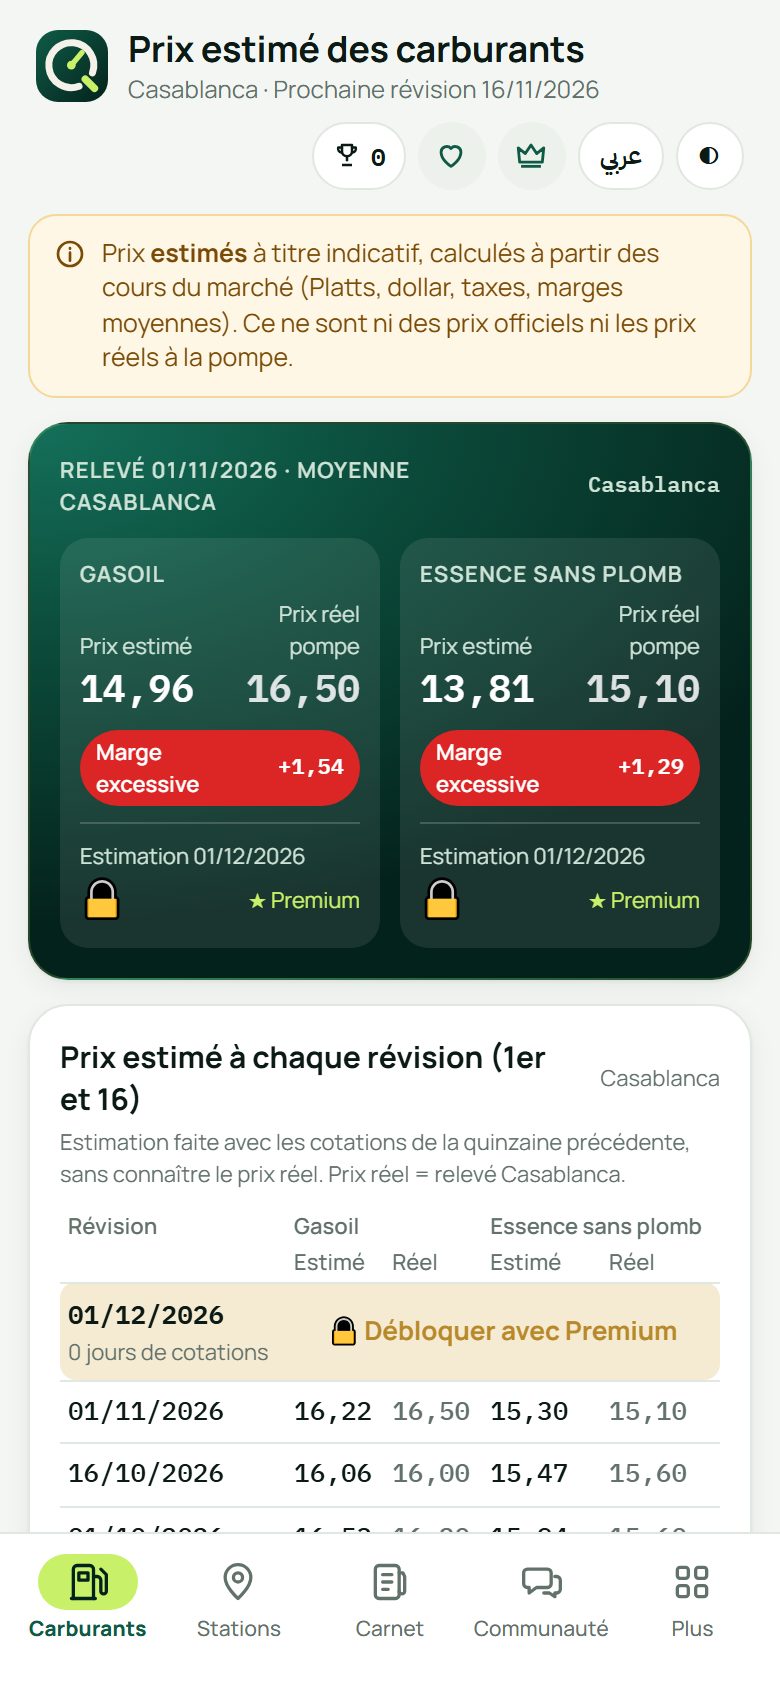 Prix estimé des carburants
Casablanca · Prochaine révision 16/11/2026
0
عربي
Prix estimés à titre indicatif, calculés à partir des
cours du marché (Platts, dollar, taxes, marges
moyennes). Ce ne sont ni des prix officiels ni les prix
réels à la pompe.
RELEVÉ 01/11/2026 · MOYENNE
CASABLANCA
Casablanca
GASOIL
Prix estimé
Prix réel
pompe
14,96 16,50
Marge
excessive
+1,54
Estimation 01/12/2026
★ Premium
ESSENCE SANS PLOMB
Prix estimé
Prix réel
pompe
13,81 15,10
Marge
excessive
+1,29
Estimation 01/12/2026
★ Premium
Prix estimé à chaque révision (1er
et 16)
Casablanca
Estimation faite avec les cotations de la quinzaine précédente,
sans connaître le prix réel. Prix réel = relevé Casablanca.
Révision Gasoil Essence sans plomb
Estimé Réel Estimé Réel
01/12/2026
0 jours de cotations
Débloquer avec Premium
01/11/2026 16,22 16,50 15,30 15,10
16/10/2026 16,06 16,00 15,47 15,60
Carburants Stations Carnet Communauté Plus